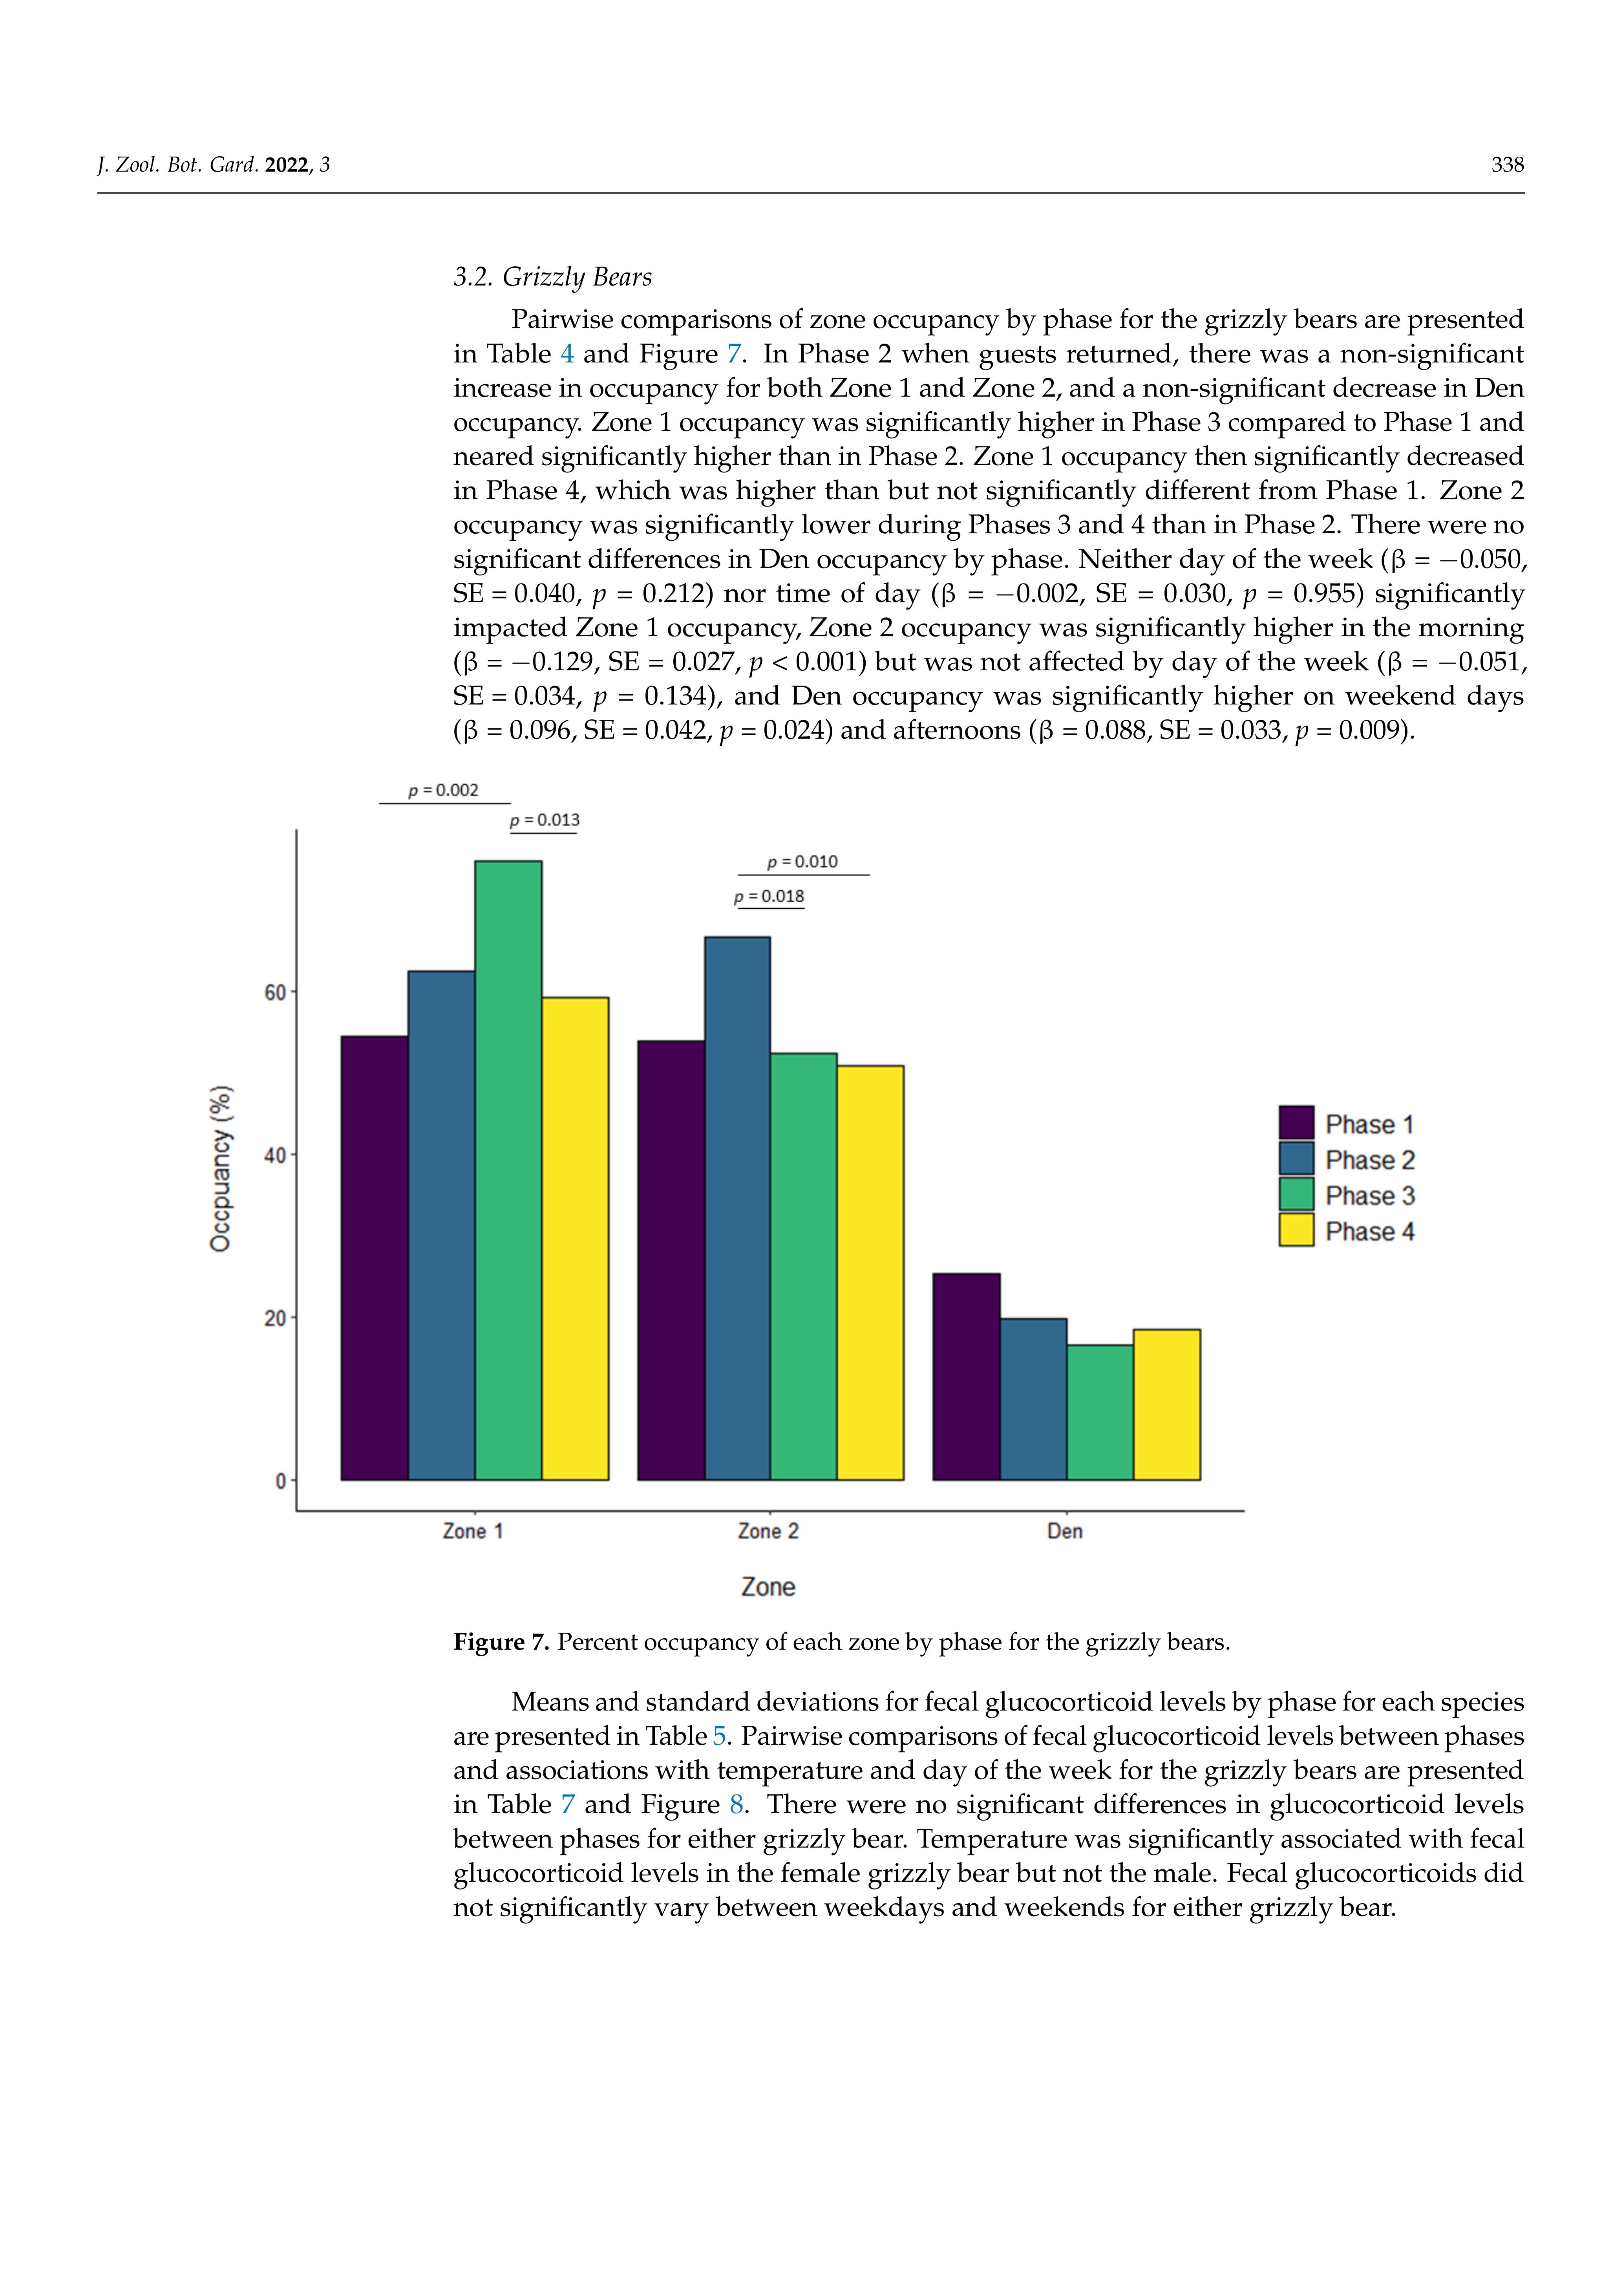 J. Zool. Bot. Gard. 2022, 3
338
3.2. Grizzly Bears
Pairwise comparisons of zone occupancy by phase for the grizzly bears are presented
in Table 4 and Figure 7. In Phase 2 when guests returned, there was a non-significant
increase in occupancy for both Zone 1 and Zone 2, and a non-significant decrease in Den
occupancy. Zone 1 occupancy was significantly higher in Phase 3 compared to Phase 1 and
neared significantly higher than in Phase 2. Zone 1 occupancy then significantly decreased
in Phase 4, which was higher than but not significantly different from Phase 1. Zone 2
occupancy was significantly lower during Phases 3 and 4 than in Phase 2. There were no
significant differences in Den occupancy by phase. Neither day of the week (β = −0.050,
SE = 0.040, p = 0.212) nor time of day (β = −0.002, SE = 0.030, p = 0.955) significantly
impacted Zone 1 occupancy, Zone 2 occupancy was significantly higher in the morning
(β = −0.129, SE = 0.027, p < 0.001) but was not affected by day of the week (β = −0.051,
SE = 0.034, p = 0.134), and Den occupancy was significantly higher on weekend days
(β = 0.096, SE = 0.042, p = 0.024) and afternoons (β = 0.088, SE = 0.033, p = 0.009).
p = 0.002
p = 0.013
p = 0.010
p = 0.018
60
40
20
0
Occpuancy (%)
Phase 1
Phase 2
Phase 3
Phase 4
Zone 1
Zone 2
Den
Zone
Figure 7. Percent occupancy of each zone by phase for the grizzly bears.
Means and standard deviations for fecal glucocorticoid levels by phase for each species
are presented in Table 5. Pairwise comparisons of fecal glucocorticoid levels between phases
and associations with temperature and day of the week for the grizzly bears are presented
in Table 7 and Figure 8. There were no significant differences in glucocorticoid levels
between phases for either grizzly bear. Temperature was significantly associated with fecal
glucocorticoid levels in the female grizzly bear but not the male. Fecal glucocorticoids did
not significantly vary between weekdays and weekends for either grizzly bear.